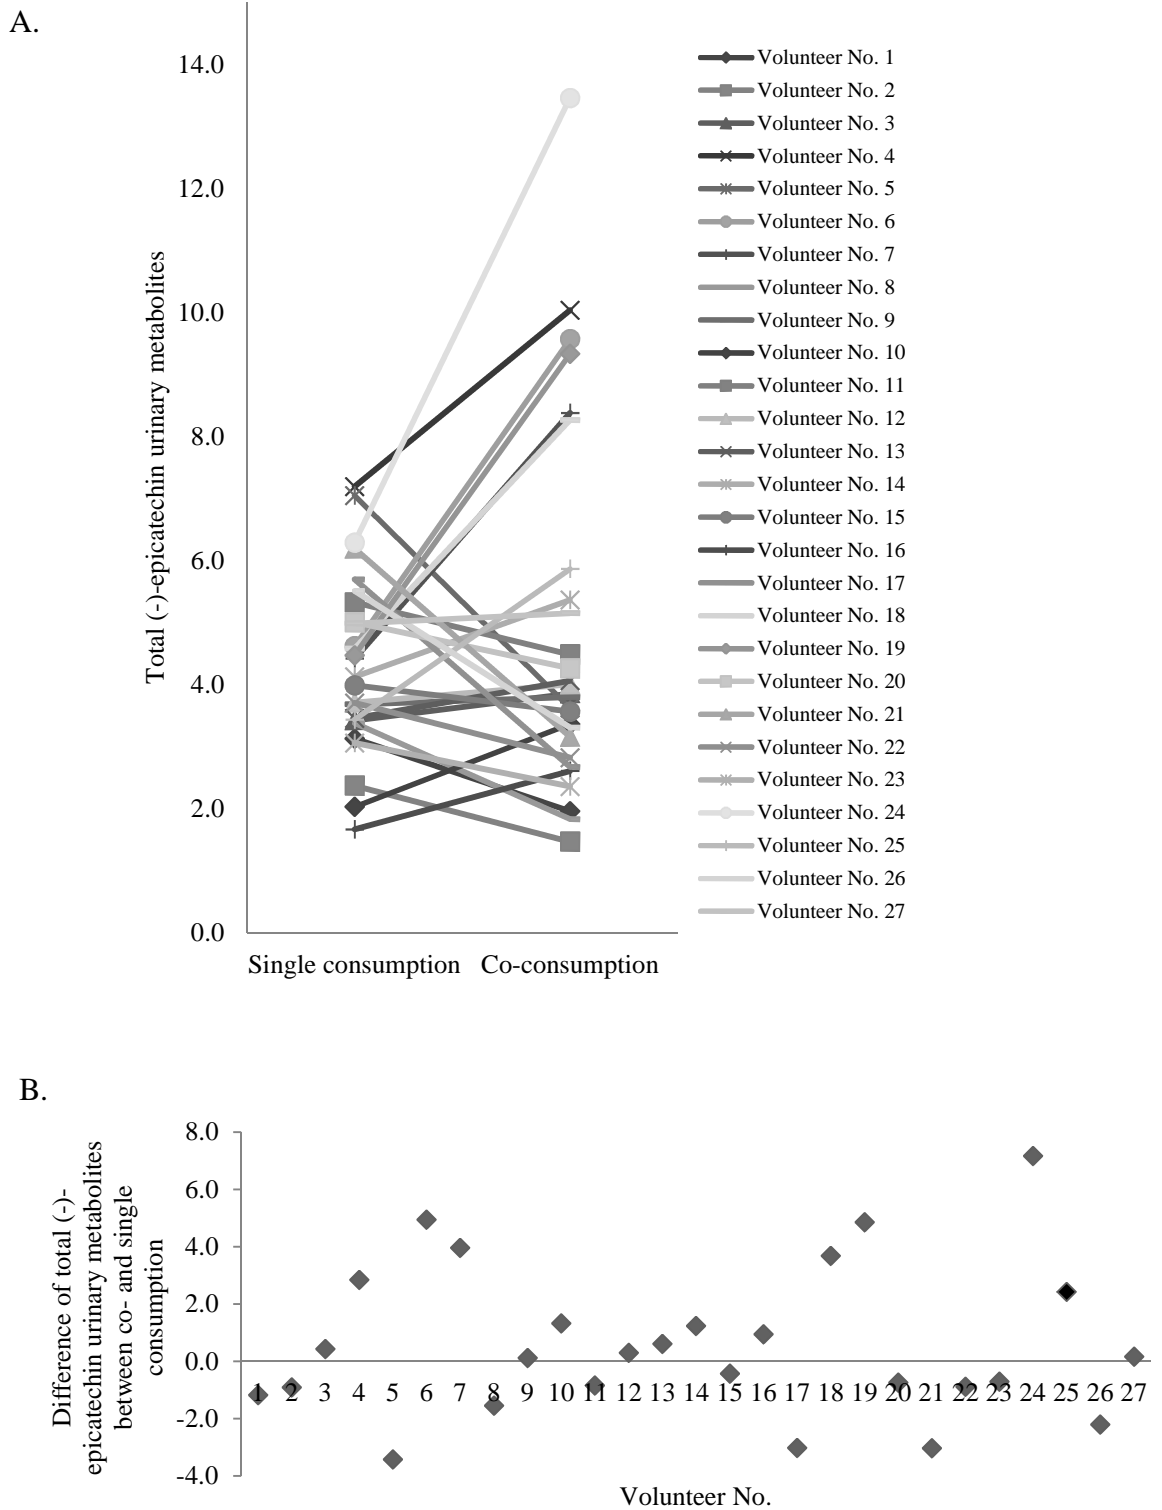 A.
Total (-)-epicatechin urinary metabolites
14.0
12.0
10.0
8.0
6.0
4.0
2.0
0.0
Single consumption Co-consumption
Volunteer No. 1
Volunteer No. 2
Volunteer No. 3
Volunteer No. 4
Volunteer No. 5
Volunteer No. 6
Volunteer No. 7
Volunteer No. 8
Volunteer No. 9
Volunteer No. 10
Volunteer No. 11
Volunteer No. 12
Volunteer No. 13
Volunteer No. 14
Volunteer No. 15
Volunteer No. 16
Volunteer No. 17
Volunteer No. 18
Volunteer No. 19
Volunteer No. 20
Volunteer No. 21
Volunteer No. 22
Volunteer No. 23
Volunteer No. 24
Volunteer No. 25
Volunteer No. 26
Volunteer No. 27
B.
Difference of total (-)-
epicatechin urinary metabolites
between co- and single
consumption
8.0
6.0
4.0
2.0
0.0
-2.0
-4.0
1 2 3 4 5 6 7 8 9 10 11 12 13 14 15 16 17 18 19 20 21 22 23 24 25 26 27
Volunteer No.